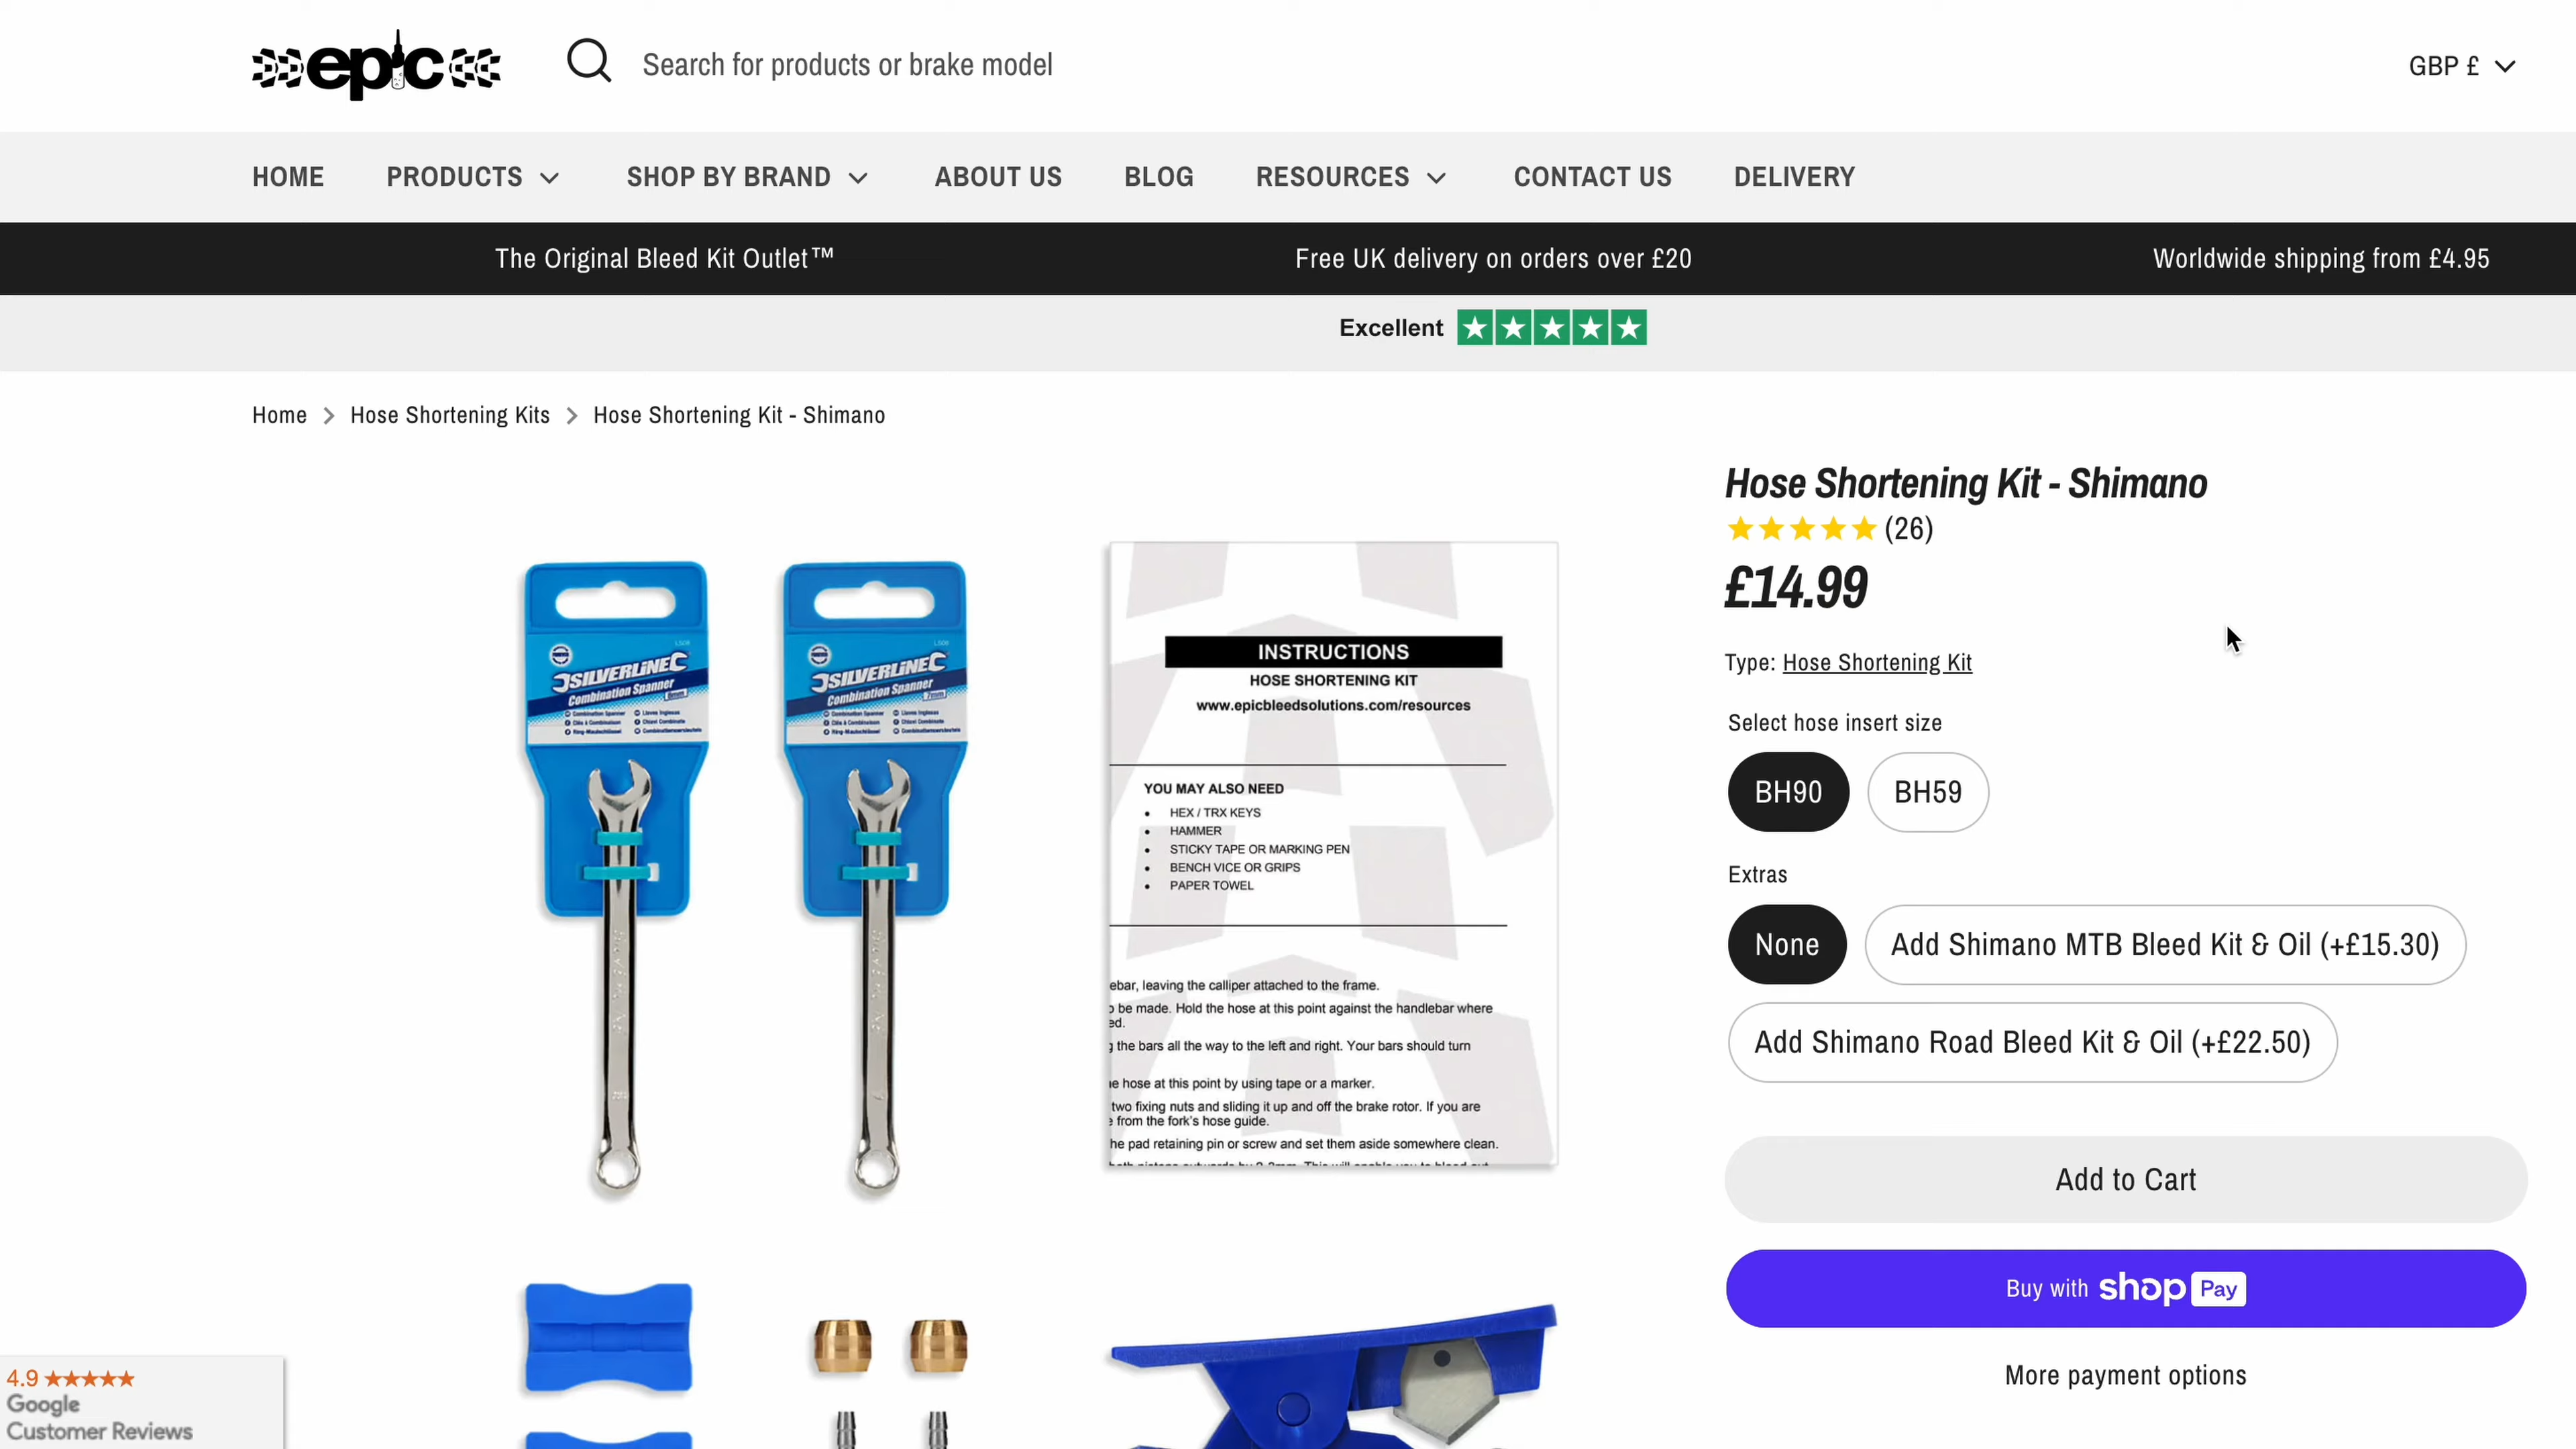 epic
Search for products or brake model
GBP £
HOME PRODUCTS SHOP BY BRAND ABOUT US BLOG RESOURCES CONTACT US DELIVERY
The Original Bleed Kit Outlet™
Free UK delivery on orders over £20
Worldwide shipping from £4.95
Excellent
Home > Hose Shortening Kits > Hose Shortening Kit - Shimano
SILVERLINE
Combination Spanner
SILVERLINE
Combination Spanner
INSTRUCTIONS
HOSE SHORTENING KIT
www.epicbleedsolutions.com/resources
YOU MAY ALSO NEED
• HEX / TRX KEYS
• HAMMER
• STICKY TAPE OR MARKING PEN
• BENCH VICE OR GRIPS
• PAPER TOWEL
ebar, leaving the calliper attached to the frame.
be made. Hold the hose at this point against the handlebar where
ed.
the bars all the way to the left and right. Your bars should turn
e hose at this point by using tape or a marker.
two fixing nuts and sliding it up and off the brake rotor. If you are
from the fork's hose guide.
he pad retaining pin or screw and set them aside somewhere clean.
Hose Shortening Kit - Shimano
(26)
£14.99
Type: Hose Shortening Kit
Select hose insert size
BH90 BH59
Extras
None Add Shimano MTB Bleed Kit & Oil (+£15.30)
Add Shimano Road Bleed Kit & Oil (+£22.50)
Add to Cart
Buy with shop Pay
More payment options
4.9
Google
Customer Reviews